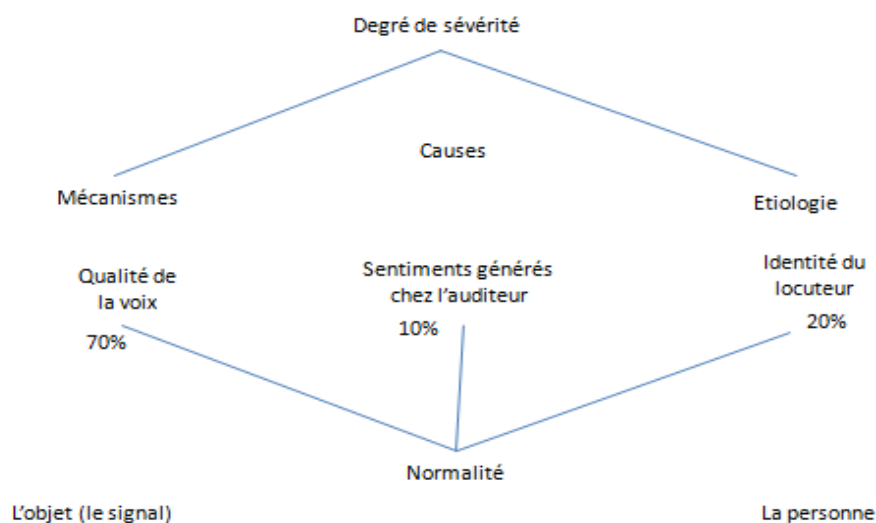 Degré de sévérité
Causes
Mécanismes
Etiologie
Qualité de
la voix
70%
Sentiments générés
chez l'auditeur
10%
Identité du
locuteur
20%
Normalité
L'objet (le signal)
La personne